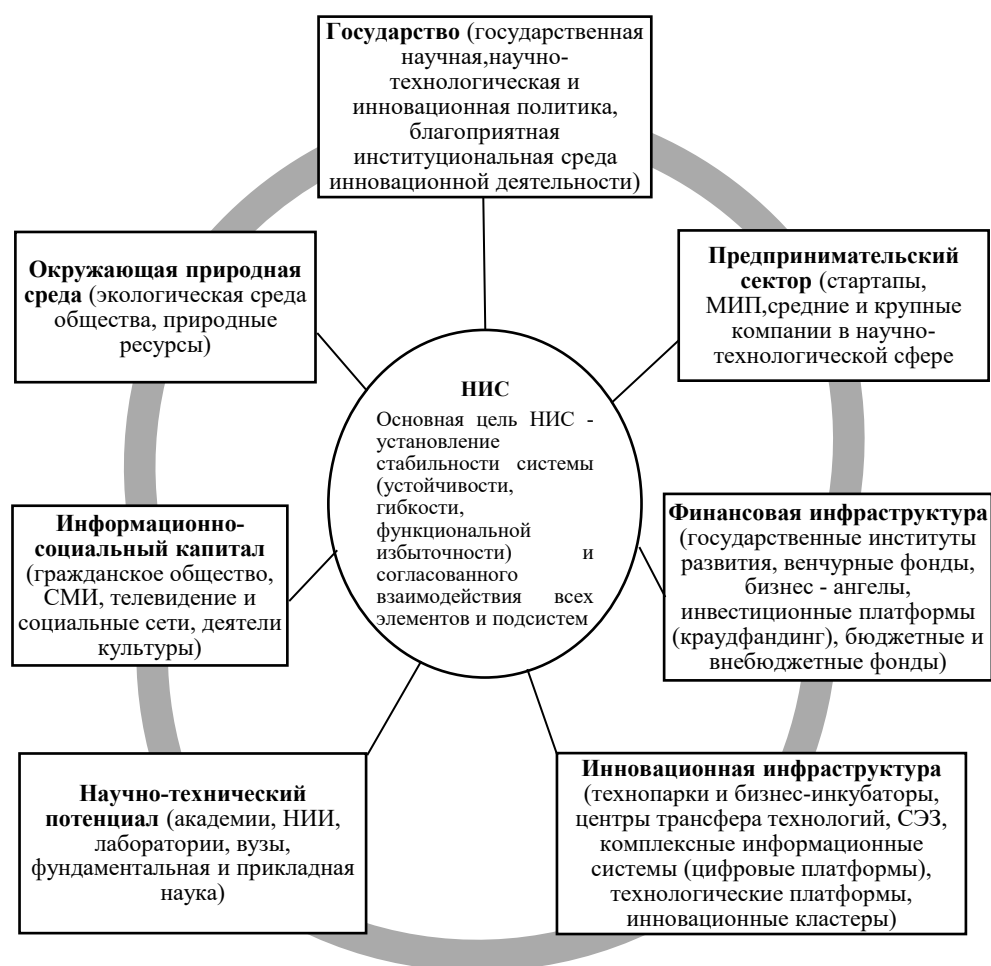 Государство (государственная
научная,научно-
технологическая и
инновационная политика,
благоприятная
институциональная среда
инновационной деятельности)
Окружающая природная
среда (экологическая среда
общества, природные
ресурсы)
Предпринимательский
сектор (стартапы,
МИП,средние и крупные
компании в научно-
технологической сфере
НИС
Основная цель НИС -
установление
стабильности системы
(устойчивости,
гибкости,
функциональной
избыточности) и
согласованного
взаимодействия всех
элементов и подсистем
Информационно-
социальный капитал
(гражданское общество,
СМИ, телевидение и
социальные сети, деятели
культуры)
Финансовая инфраструктура
(государственные институты
развития, венчурные фонды,
бизнес - ангелы,
инвестиционные платформы
(краудфандинг), бюджетные и
внебюджетные фонды)
Научно-технический
потенциал (академии, НИИ,
лаборатории, вузы,
фундаментальная и прикладная
наука)
Инновационная инфраструктура
(технопарки и бизнес-инкубаторы,
центры трансфера технологий, СЭЗ,
комплексные информационные
системы (цифровые платформы),
технологические платформы,
инновационные кластеры)